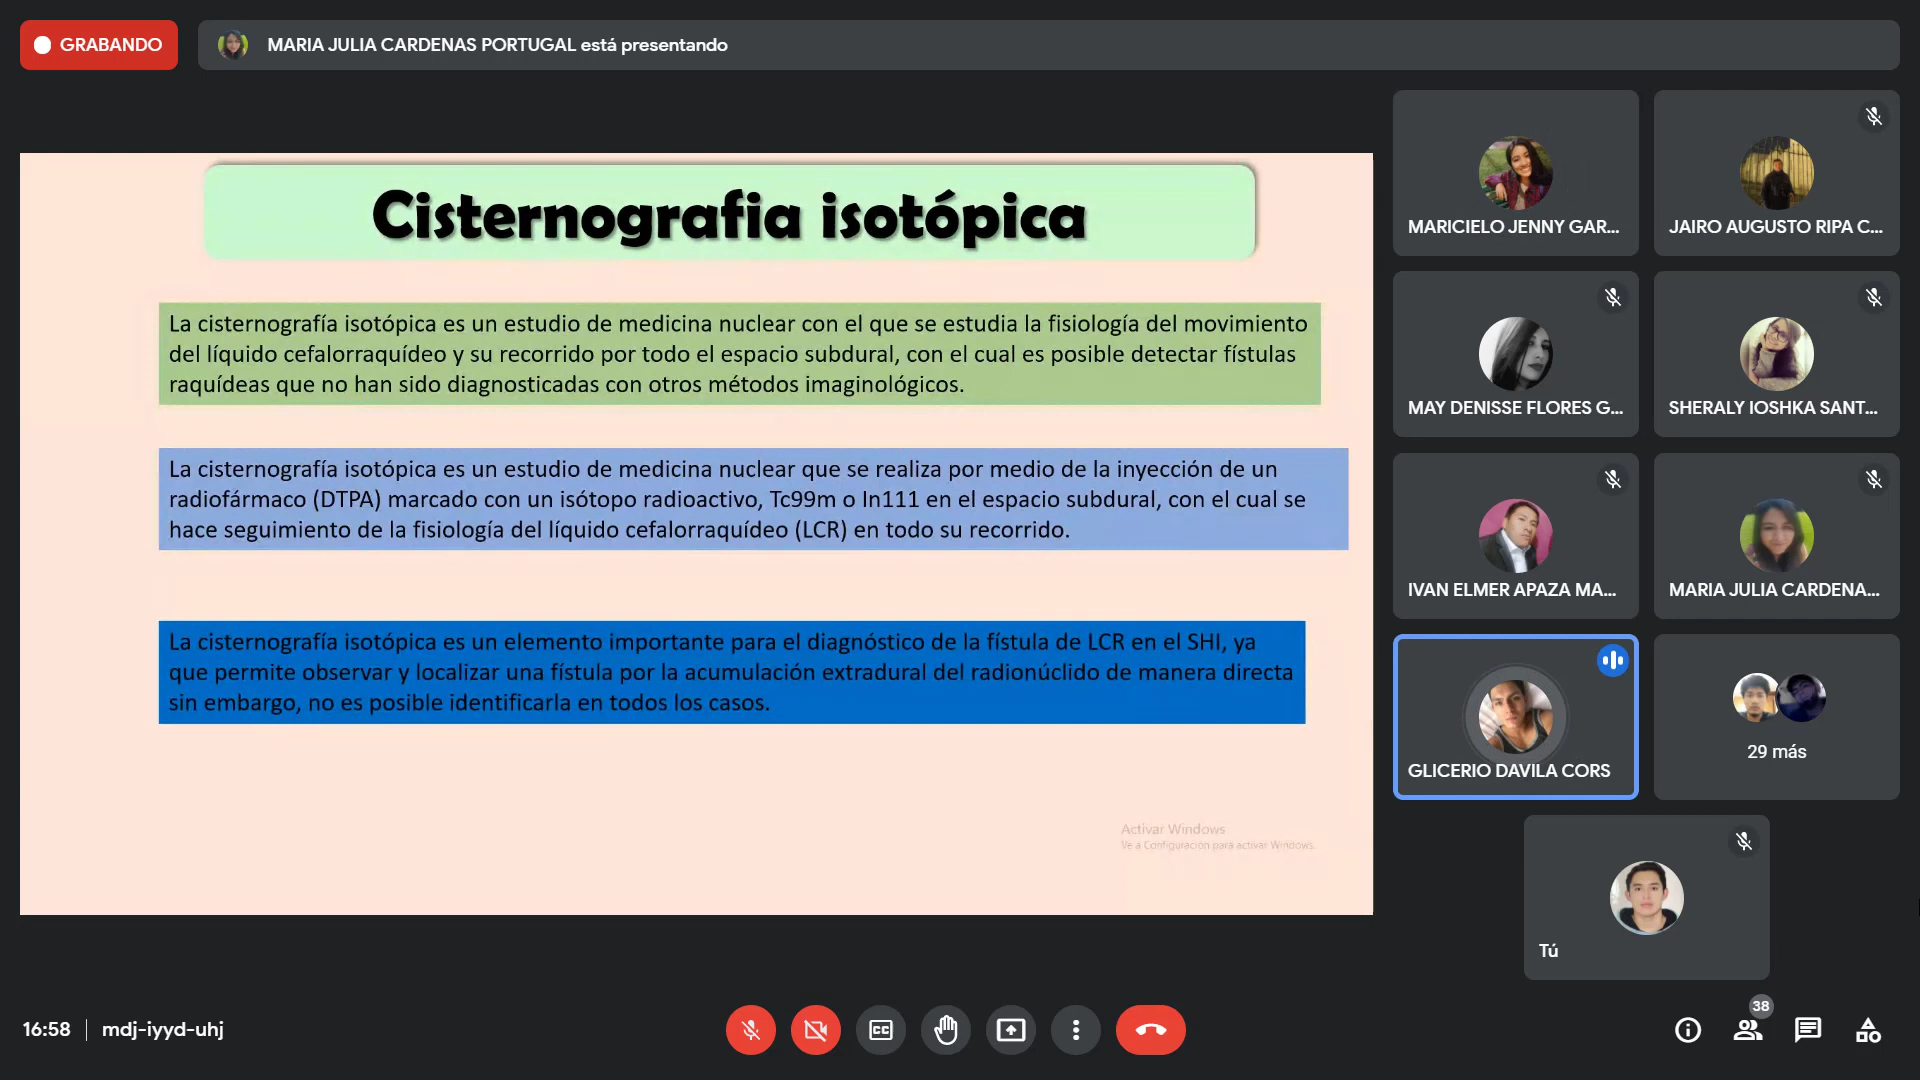 GRABANDO
MARIA JULIA CARDENAS PORTUGAL está presentando
Cisternografia isotópica
La cisternografía isotópica es un estudio de medicina nuclear con el que se estudia la fisiología del movimiento
del líquido cefalorraquídeo y su recorrido por todo el espacio subdural, con el cual es posible detectar fístulas
raquídeas que no han sido diagnosticadas con otros métodos imaginológicos.
La cisternografía isotópica es un estudio de medicina nuclear que se realiza por medio de la inyección de un
radiofármaco (DTPA) marcado con un isótopo radioactivo, Tc99m o In111 en el espacio subdural, con el cual se
hace seguimiento de la fisiología del líquido cefalorraquídeo (LCR) en todo su recorrido.
La cisternografía isotópica es un elemento importante para el diagnóstico de la fístula de LCR en el SHI, ya
que permite observar y localizar una fístula por la acumulación extradural del radionúclido de manera directa
sin embargo, no es posible identificarla en todos los casos.
Activar Windows
Ve a Configuración para activar Windows.
MARICIELO JENNY GAR...
JAIRO AUGUSTO RIPA C...
MAY DENISSE FLORES G...
SHERALY IOSHKA SANT...
IVAN ELMER APAZA MA...
MARIA JULIA CARDENA...
GLICERIO DAVILA CORS
29 más
Tú
16:58 | mdj-iyyd-uhj
CC
38